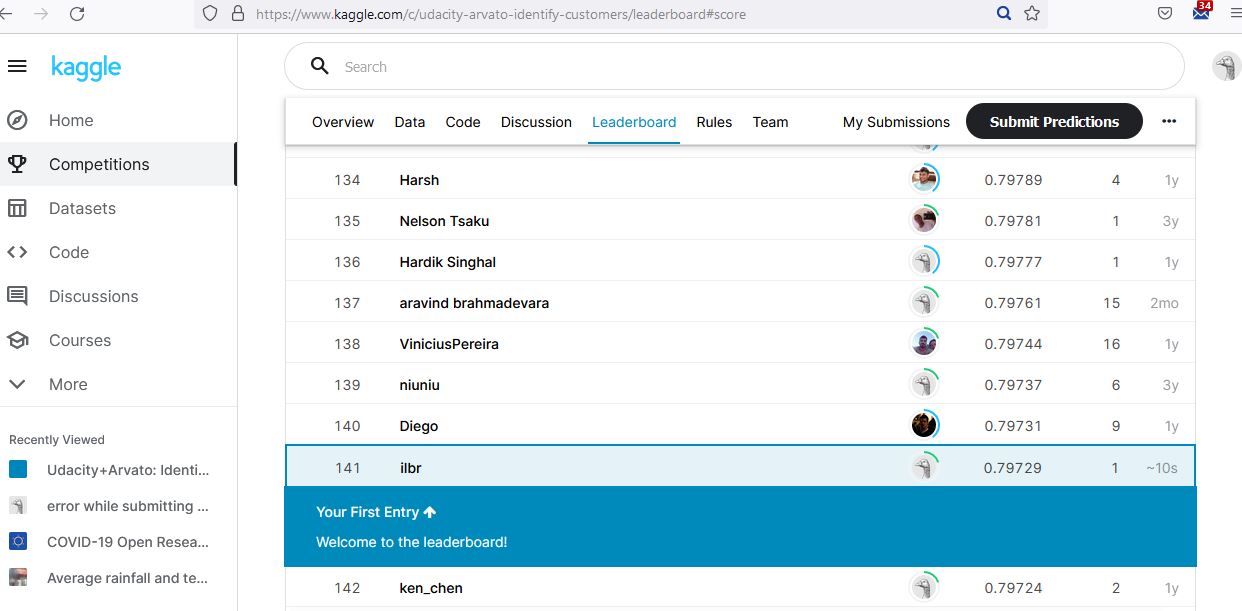 https://www.kaggle.com/c/udacity-arvato-identify-customers/leaderboard#score
34
kaggle
Search
Home
Competitions
Datasets
Code
Discussions
Courses
More
Recently Viewed
Udacity+Arvato: Identi...
error while submitting ...
COVID-19 Open Resea...
Average rainfall and te...
Overview Data Code Discussion Leaderboard Rules Team My Submissions Submit Predictions •••
134 Harsh 0.79789 4 1y
135 Nelson Tsaku 0.79781 1 3y
136 Hardik Singhal 0.79777 1 1y
137 aravind brahmadevara 0.79761 15 2mo
138 ViniciusPereira 0.79744 16 1y
139 niuniu 0.79737 6 3y
140 Diego 0.79731 9 1y
141 ilbr 0.79729 1 ~10s
Your First Entry
Welcome to the leaderboard!
142 ken_chen 0.79724 2 1y